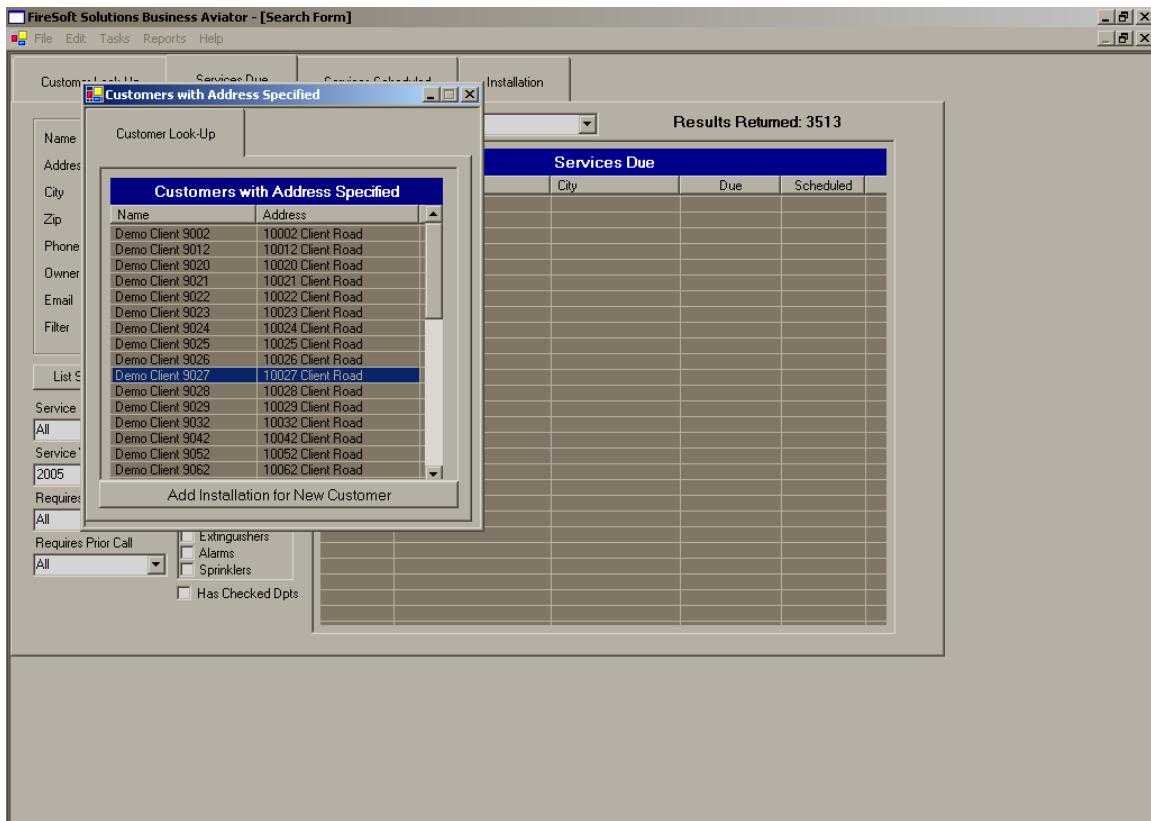 FireSoft Solutions Business Aviator - [Search Form]
File Edit Tasks Reports Help
Services Due
Installation
Customers with Address Specified
Customer Look-Up
Results Returned: 3513
Name
Address
City
Zip
Phone
Owner
Email
Filter
Customers with Address Specified
Name Address
Demo Client 9002 10002 Client Road
Demo Client 9012 10012 Client Road
Demo Client 9020 10020 Client Road
Demo Client 9021 10021 Client Road
Demo Client 9022 10022 Client Road
Demo Client 9023 10023 Client Road
Demo Client 9024 10024 Client Road
Demo Client 9025 10025 Client Road
Demo Client 9026 10026 Client Road
Demo Client 9027 10027 Client Road
Demo Client 9028 10028 Client Road
Demo Client 9029 10029 Client Road
Demo Client 9032 10032 Client Road
Demo Client 9042 10042 Client Road
Demo Client 9052 10052 Client Road
Demo Client 9062 10062 Client Road
Add Installation for New Customer
Services Due
City Due Scheduled
List S
Service
All
Service
2005
Requires
All
Requires Prior Call
All
Extinguishers
Alarms
Sprinklers
Has Checked Dpts